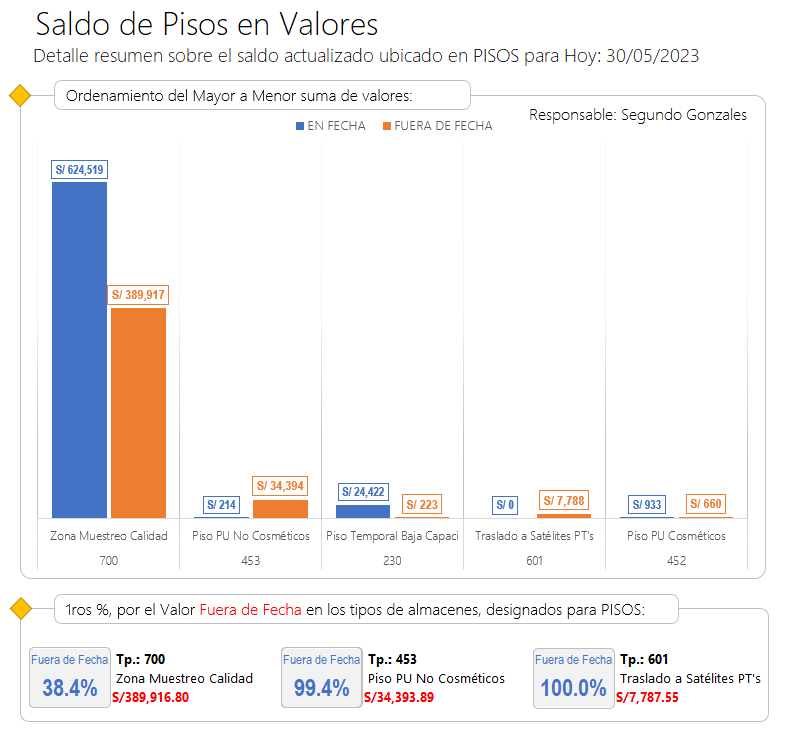 Saldo de Pisos en Valores
Detalle resumen sobre el saldo actualizado ubicado en PISOS para Hoy: 30/05/2023
Ordenamiento del Mayor a Menor suma de valores:
Responsable: Segundo Gonzales
EN FECHA FUERA DE FECHA
S/ 624,519
S/ 389,917
S/ 214
S/ 34,394
S/ 24,422
S/ 223
S/ 0
S/ 7,788
S/ 933
S/ 660
Zona Muestreo Calidad Piso PU No Cosméticos Piso Temporal Baja Capaci Traslado a Satélites PT's Piso PU Cosméticos
700 453 230 601 452
1ros %, por el Valor Fuera de Fecha en los tipos de almacenes, designados para PISOS:
Fuera de Fecha
38.4%
Tp.: 700
Zona Muestreo Calidad
S/389,916.80
Fuera de Fecha
99.4%
Tp.: 453
Piso PU No Cosméticos
S/34,393.89
Fuera de Fecha
100.0%
Tp.: 601
Traslado a Satélites PT's
S/7,787.55